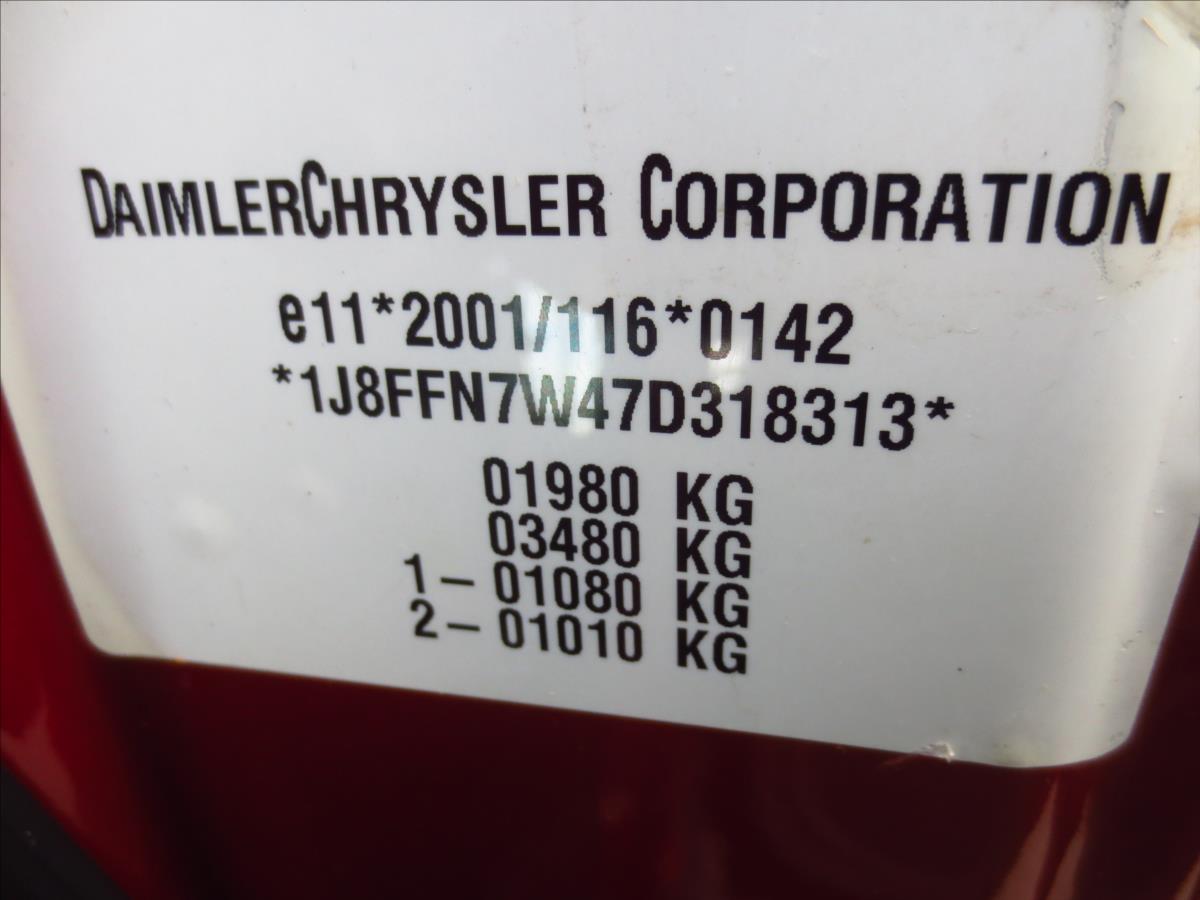 DAIMLERCHRYSLER CORPORATION
e11*2001/116*0142
*1J8FFN7W47D318313*
01980 KG
03480 KG
1– 01080 KG
2– 01010 KG